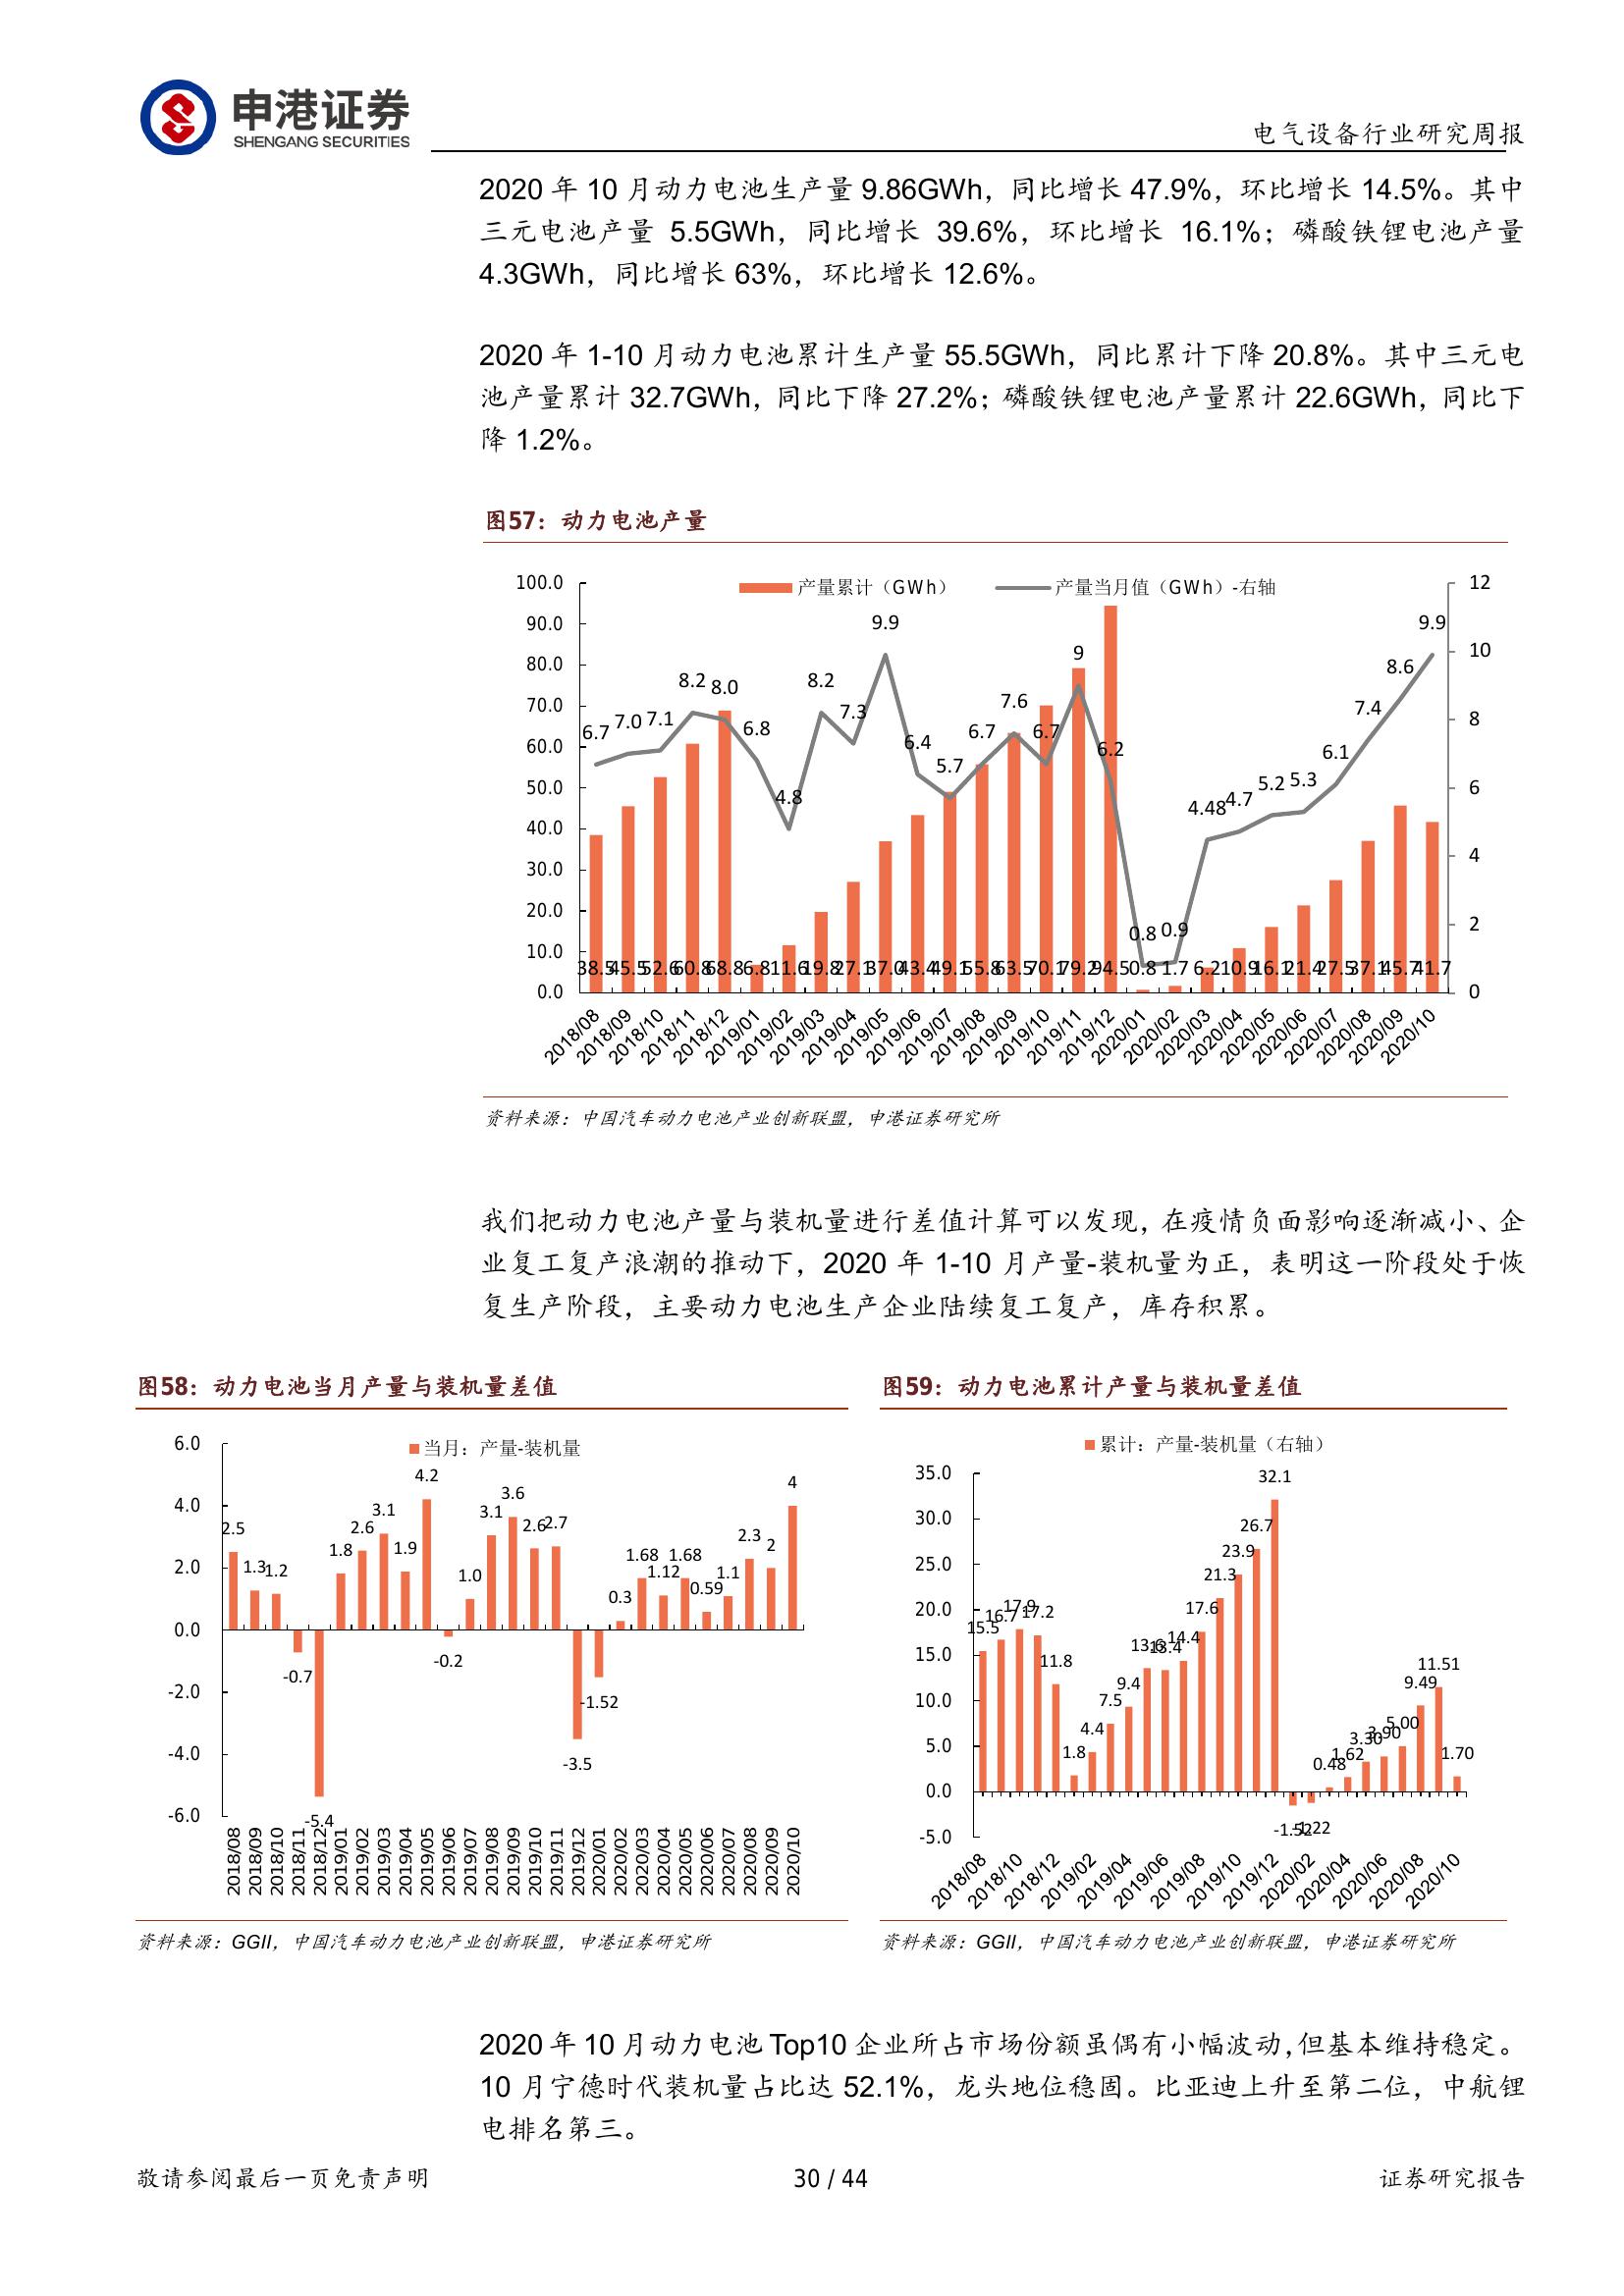 申港证券
SHENGANG SECURITIES
电气设备行业研究周报
2020 年 10 月动力电池生产量 9.86GWh，同比增长 47.9%，环比增长 14.5%。其中
三元电池产量 5.5GWh，同比增长 39.6%，环比增长 16.1%；磷酸铁锂电池产量
4.3GWh，同比增长 63%，环比增长 12.6%。
2020 年 1-10 月动力电池累计生产量 55.5GWh，同比累计下降 20.8%。其中三元电
池产量累计 32.7GWh，同比下降 27.2%；磷酸铁锂电池产量累计 22.6GWh，同比下
降 1.2%。
图57：动力电池产量
产量累计（GWh） 产量当月值（GWh）-右轴
100.0
90.0
80.0
70.0
60.0
50.0
40.0
30.0
20.0
10.0
0.0
12
10
8
6
4
2
0
6.7 7.0 7.1 8.2 8.0 6.8 4.8 8.2 7.3 9.9 6.4 5.7 6.7 7.6 6.7 9 6.2 0.8 0.9 4.48 4.7 5.2 5.3 6.1 7.4 8.6 9.9
38.5 45.5 52.6 60.8 68.8 6.8 11.6 19.8 27.1 37.0 43.4 49.1 55.8 63.5 70.1 79.2 94.5 0.8 1.7 6.2 10.9 16.1 21.4 27.5 37.1 45.7 41.7
2018/08 2018/09 2018/10 2018/11 2018/12 2019/01 2019/02 2019/03 2019/04 2019/05 2019/06 2019/07 2019/08 2019/09 2019/10 2019/11 2019/12 2020/01 2020/02 2020/03 2020/04 2020/05 2020/06 2020/07 2020/08 2020/09 2020/10
资料来源：中国汽车动力电池产业创新联盟，申港证券研究所
我们把动力电池产量与装机量进行差值计算可以发现，在疫情负面影响逐渐减小、企
业复工复产浪潮的推动下，2020 年 1-10 月产量-装机量为正，表明这一阶段处于恢
复生产阶段，主要动力电池生产企业陆续复工复产，库存积累。
图58：动力电池当月产量与装机量差值
当月：产量-装机量
6.0
4.0
2.0
0.0
-2.0
-4.0
-6.0
2.5 1.3 1.2 -0.7 -5.4 1.8 2.6 3.1 1.9 4.2 -0.2 1.0 3.1 3.6 2.6 2.7 -3.5 -1.52 0.3 1.68 1.12 1.68 0.59 1.1 2.3 2 4
2018/08 2018/09 2018/10 2018/11 2018/12 2019/01 2019/02 2019/03 2019/04 2019/05 2019/06 2019/07 2019/08 2019/09 2019/10 2019/11 2019/12 2020/01 2020/02 2020/03 2020/04 2020/05 2020/06 2020/07 2020/08 2020/09 2020/10
资料来源：GGII，中国汽车动力电池产业创新联盟，申港证券研究所
图59：动力电池累计产量与装机量差值
累计：产量-装机量（右轴）
35.0
30.0
25.0
20.0
15.0
10.0
5.0
0.0
-5.0
15.5 16.7 17.9 17.2 11.8 1.8 4.4 7.5 9.4 13.6 13.4 14.4 17.6 21.3 23.9 26.7 32.1 -1.52 -1.22 0.48 1.62 3.30 3.90 5.00 9.49 11.51 1.70
2018/08 2018/10 2018/12 2019/02 2019/04 2019/06 2019/08 2019/10 2019/12 2020/02 2020/04 2020/06 2020/08 2020/10
资料来源：GGII，中国汽车动力电池产业创新联盟，申港证券研究所
2020 年 10 月动力电池 Top10 企业所占市场份额虽偶有小幅波动，但基本维持稳定。
10 月宁德时代装机量占比达 52.1%，龙头地位稳固。比亚迪上升至第二位，中航锂
电排名第三。
敬请参阅最后一页免责声明
30 / 44
证券研究报告